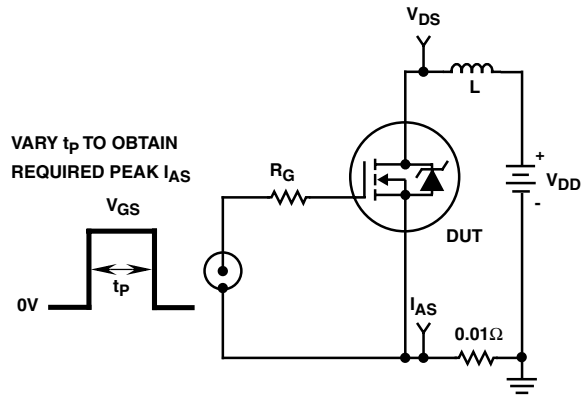 VDS
L
VARY tP TO OBTAIN
REQUIRED PEAK IAS
RG
+
VDD
-
VGS
DUT
tP
0V
IAS
0.01Ω